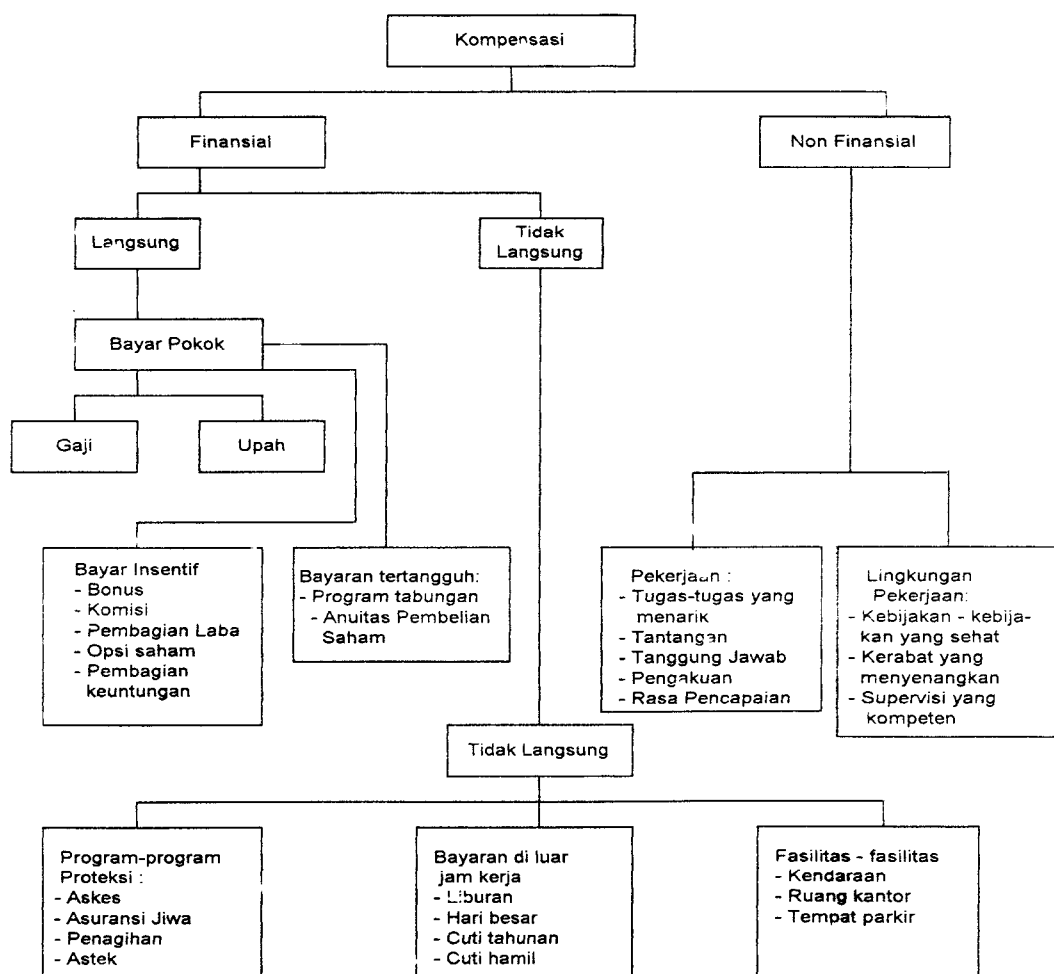 Kompensasi
Finansial
Non Finansial
Langsung
Tidak
Langsung
Bayar Pokok
Gaji
Upah
Bayar Insentif
- Bonus
- Komisi
- Pembagian Laba
- Opsi saham
- Pembagian
keuntungan
Bayaran tertangguh:
- Program tabungan
- Anuitas Pembelian
Saham
Pekerjaan :
- Tugas-tugas yang
menarik
- Tantangan
- Tanggung Jawab
- Pengakuan
- Rasa Pencapaian
Lingkungan
Pekerjaan:
- Kebijakan - kebija-
kan yang sehat
- Kerabat yang
menyenangkan
- Supervisi yang
kompeten
Tidak Langsung
Program-program
Proteksi :
- Askes
- Asuransi Jiwa
- Penagihan
- Astek
Bayaran di luar
jam kerja
- Liburan
- Hari besar
- Cuti tahunan
- Cuti hamil
Fasilitas - fasilitas
- Kendaraan
- Ruang kantor
- Tempat parkir